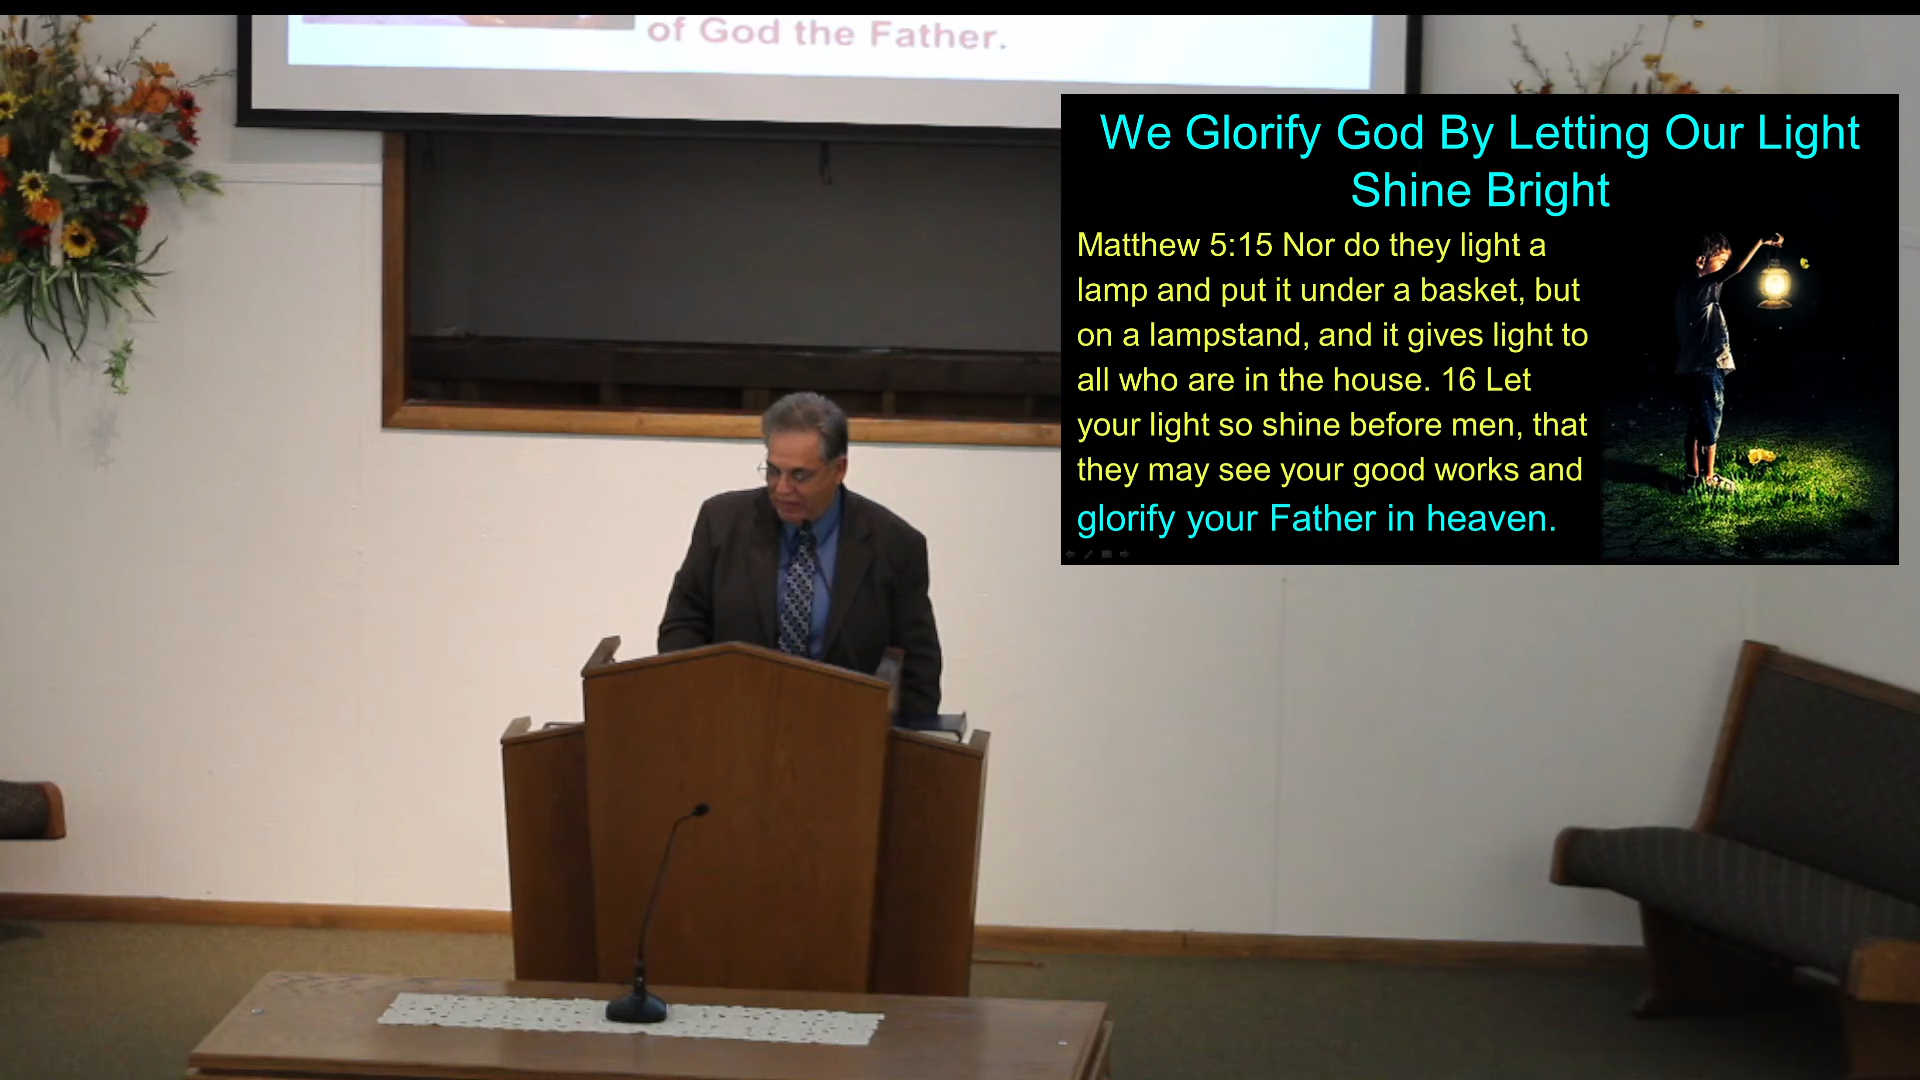 of God the Father.
We Glorify God By Letting Our Light
Shine Bright
Matthew 5:15 Nor do they light a
lamp and put it under a basket, but
on a lampstand, and it gives light to
all who are in the house. 16 Let
your light so shine before men, that
they may see your good works and
glorify your Father in heaven.